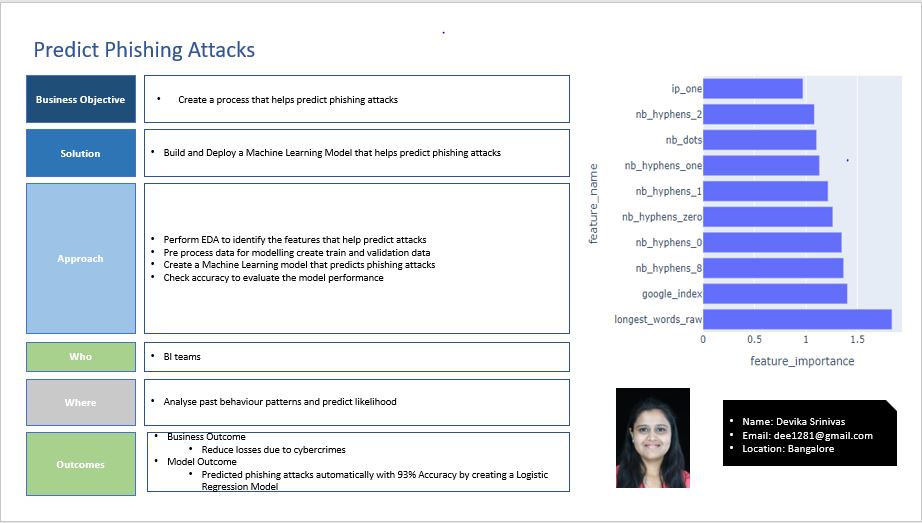 Predict Phishing Attacks
Business Objective
Create a process that helps predict phishing attacks
Solution
Build and Deploy a Machine Learning Model that helps predict phishing attacks
Approach
Perform EDA to identify the features that help predict attacks
Pre process data for modelling create train and validation data
Create a Machine Learning model that predicts phishing attacks
Check accuracy to evaluate the model performance
Who
BI teams
Where
Analyse past behaviour patterns and predict likelihood
Outcomes
Business Outcome
Reduce losses due to cybercrimes
Model Outcome
Predicted phishing attacks automatically with 93% Accuracy by creating a Logistic
Regression Model
feature_name
ip_one
nb_hyphens_2
nb_dots
nb_hyphens_one
nb_hyphens_1
nb_hyphens_zero
nb_hyphens_0
nb_hyphens_8
google_index
longest_words_raw
0 0.5 1 1.5
feature_importance
Name: Devika Srinivas
Email: dee1281@gmail.com
Location: Bangalore